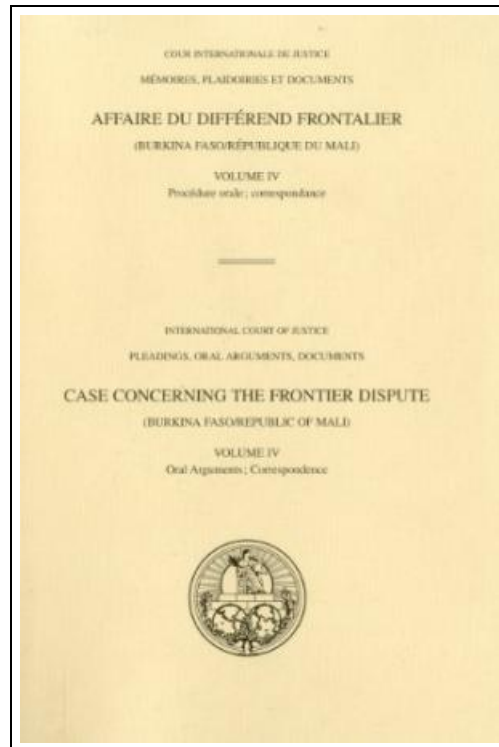 COUR INTERNATIONALE DE JUSTICE
MÉMOIRES, PLAIDOIRIES ET DOCUMENTS
AFFAIRE DU DIFFÉREND FRONTALIER
(BURKINA FASO/RÉPUBLIQUE DU MALI)
VOLUME IV
Procédure orale ; correspondance
INTERNATIONAL COURT OF JUSTICE
PLEADINGS, ORAL ARGUMENTS, DOCUMENTS
CASE CONCERNING THE FRONTIER DISPUTE
(BURKINA FASO/REPUBLIC OF MALI)
VOLUME IV
Oral Arguments ; Correspondence